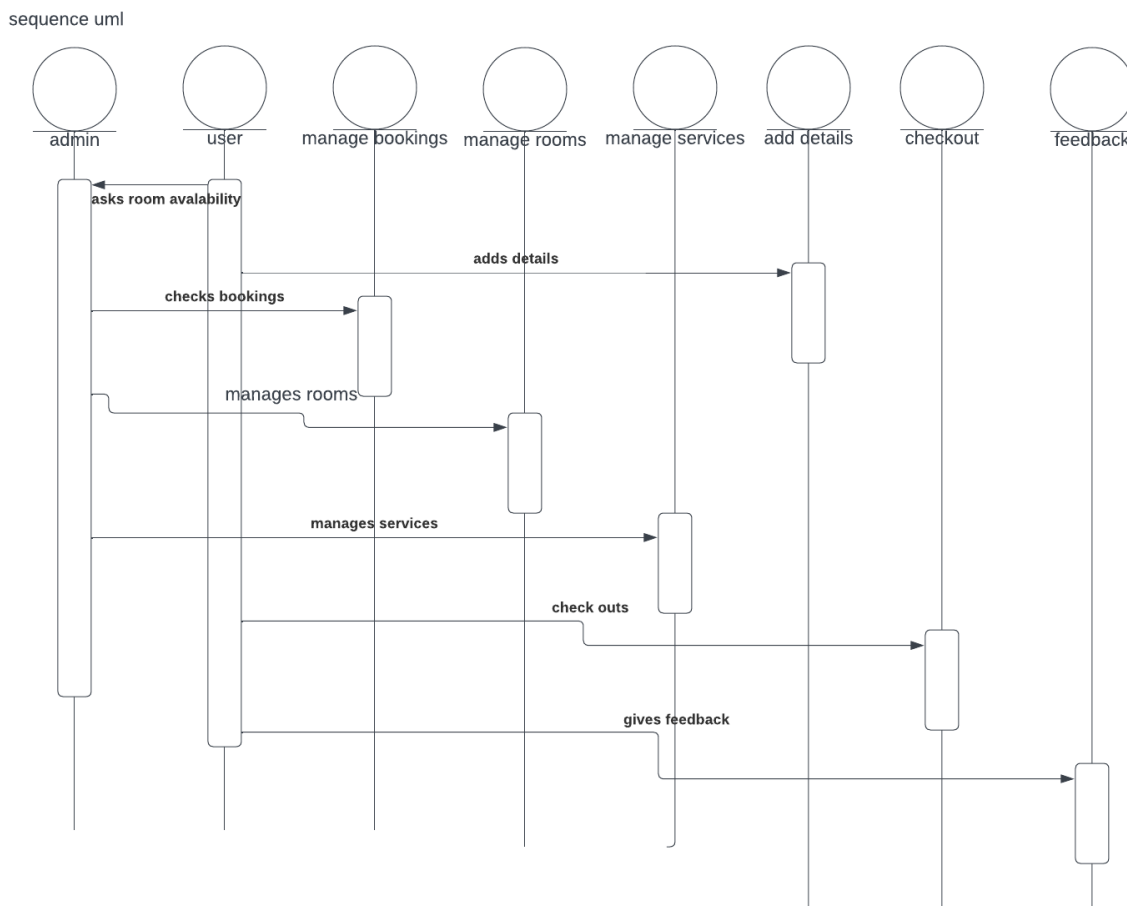 sequence uml
admin
user
manage bookings
manage rooms
manage services
add details
checkout
feedback
asks room avalability
adds details
checks bookings
manages rooms
manages services
check outs
gives feedback